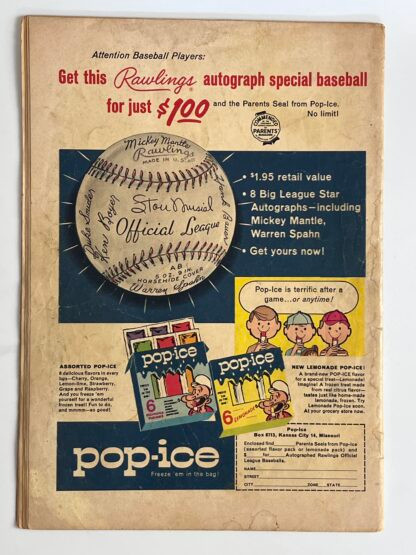 Attention Baseball Players:
Get this Rawlings autograph special baseball
for just $1.00 and the Parents Seal from Pop-Ice.
No limit!
COMMENDED
PARENTS
MAGAZINE
Mickey Mantle
Rawlings
MADE IN U.S.A.
Duke Snider
Ken Boyer
Stan Musial
Official League
5 OZ. 9 IN.
HORSEHIDE COVER
Warren Spahn
• $1.95 retail value
• 8 Big League Star
Autographs—including
Mickey Mantle,
Warren Spahn
• Get yours now!
Pop-Ice is terrific after a
game...or anytime!
pop·ice
6
pop·ice
6 LEMONADE
ASSORTED POP-ICE
6 delicious flavors in every
box—Cherry, Orange,
Lemon-lime, Strawberry,
Grape and Raspberry.
And you freeze 'em
yourself for a wonderful
frozen treat! Fun to do,
and mmmm—so good!
NEW LEMONADE POP-ICE!
A brand-new POP-ICE flavor
for a special treat—Lemonade!
Imagine! A frozen treat made
from real citrus flavor—
tastes just like home-made
lemonade, frozen. Try
Lemonade Pop-Ice soon.
At your grocery store now.
pop·ice
Freeze 'em in the bag!
Pop-Ice
Box 6713, Kansas City 14, Missouri
Enclosed find Parents Seals from Pop-Ice
(assorted flavor pack or lemonade pack) and
$ for Autographed Rawlings Official
League Baseballs.
NAME
STREET
CITY ZONE STATE